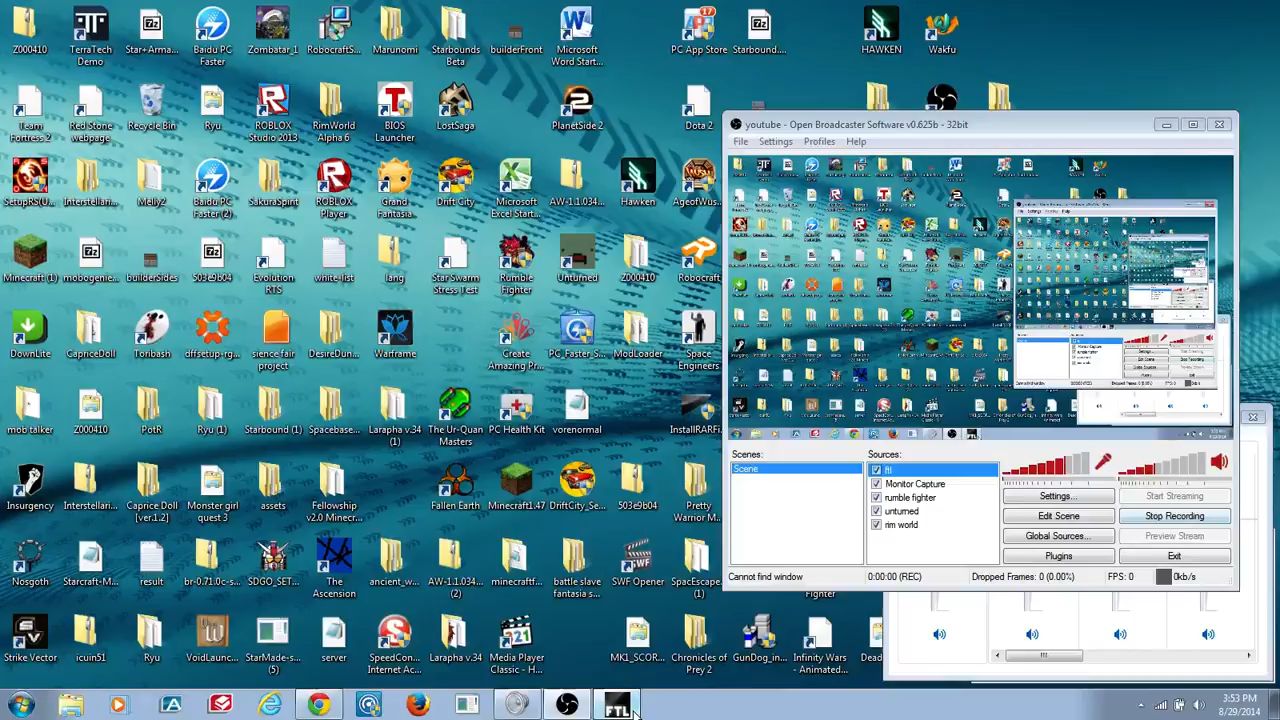 Z000410
TerraTech Demo
Star+Arma...
Baidu PC Faster
Zombatar_1
RobocraftS...
Marunomi
Starbounds Beta
builderFront
Microsoft Word Start...
PC App Store
Starbound....
HAWKEN
Wakfu
Team Fortress 2
Red Stone webpage
Recycle Bin
Ryu
ROBLOX Studio 2013
RimWorld Alpha 6
BIOS Launcher
LostSaga
PlanetSide 2
Dota 2
SetupRS(U...
Interstellari...
Meiiy2
Baidu PC Faster (2)
SakuraSpirit
ROBLOX Player
Grand Fantasia
Drift City
Microsoft Excel Start...
AW-1.1.034...
Hawken
AgeofWus...
Minecraft (1)
mobogenie...
builderSides
503e9b04
Evolution RTS
white_list
lang
StarSwarm Stress Test
Rumble Fighter
Unturned
Z000410
Robocraft
DownLite
CapriceDoll
Toribash
dffsetup-rg...
sience fair project
DesireDun...
Warframe
Create Amazing Pr...
PC_Faster_S...
ModLoader
Space Engineers
mob talker
Z000410
PotR
Ryu (1)
Starbound (1)
Spacebase...
Larapha v.34 (1)
The Ur-Quan Masters
PC Health Kit
vorenormal
InstallRARFi...
Insurgency
Interstellari...
Caprice Doll [ver.1.2]
Monster girl quest 3
assets
Fellowship v2.0 Minecr...
Fallen Earth
Minecraft1.47
DriftCity_Se...
503e9b04
Pretty Warrior M...
Nosgoth
Starcraft-M...
result
br-0.71.0c-s...
SDGO_SET...
The Ascension
ancient_w...
AW-1.1.034... (2)
minecraftf...
battle slave fantasia s...
SWF Opener
SpacEscape... (1)
Fighter
Strike Vector
icuin51
Ryu
VoidLaunc...
StarMade-s... (5)
server
SpeedCon... Internet Ac...
Larapha v.34
Media Player Classic - H...
MK1_SCOR...
Chronicles of Prey 2
GunDog_in...
Infinity Wars - Animated...
Dead
youtube - Open Broadcaster Software v0.625b - 32bit
File Settings Profiles Help
Scenes:
Scene
Sources:
ftl
Monitor Capture
rumble fighter
unturned
rim world
Settings...
Start Streaming
Edit Scene
Stop Recording
Global Sources...
Preview Stream
Plugins
Exit
Cannot find window
0:00:00 (REC)
Dropped Frames: 0 (0.00%)
FPS: 0
0kb/s
FTL
3:53 PM
8/29/2014